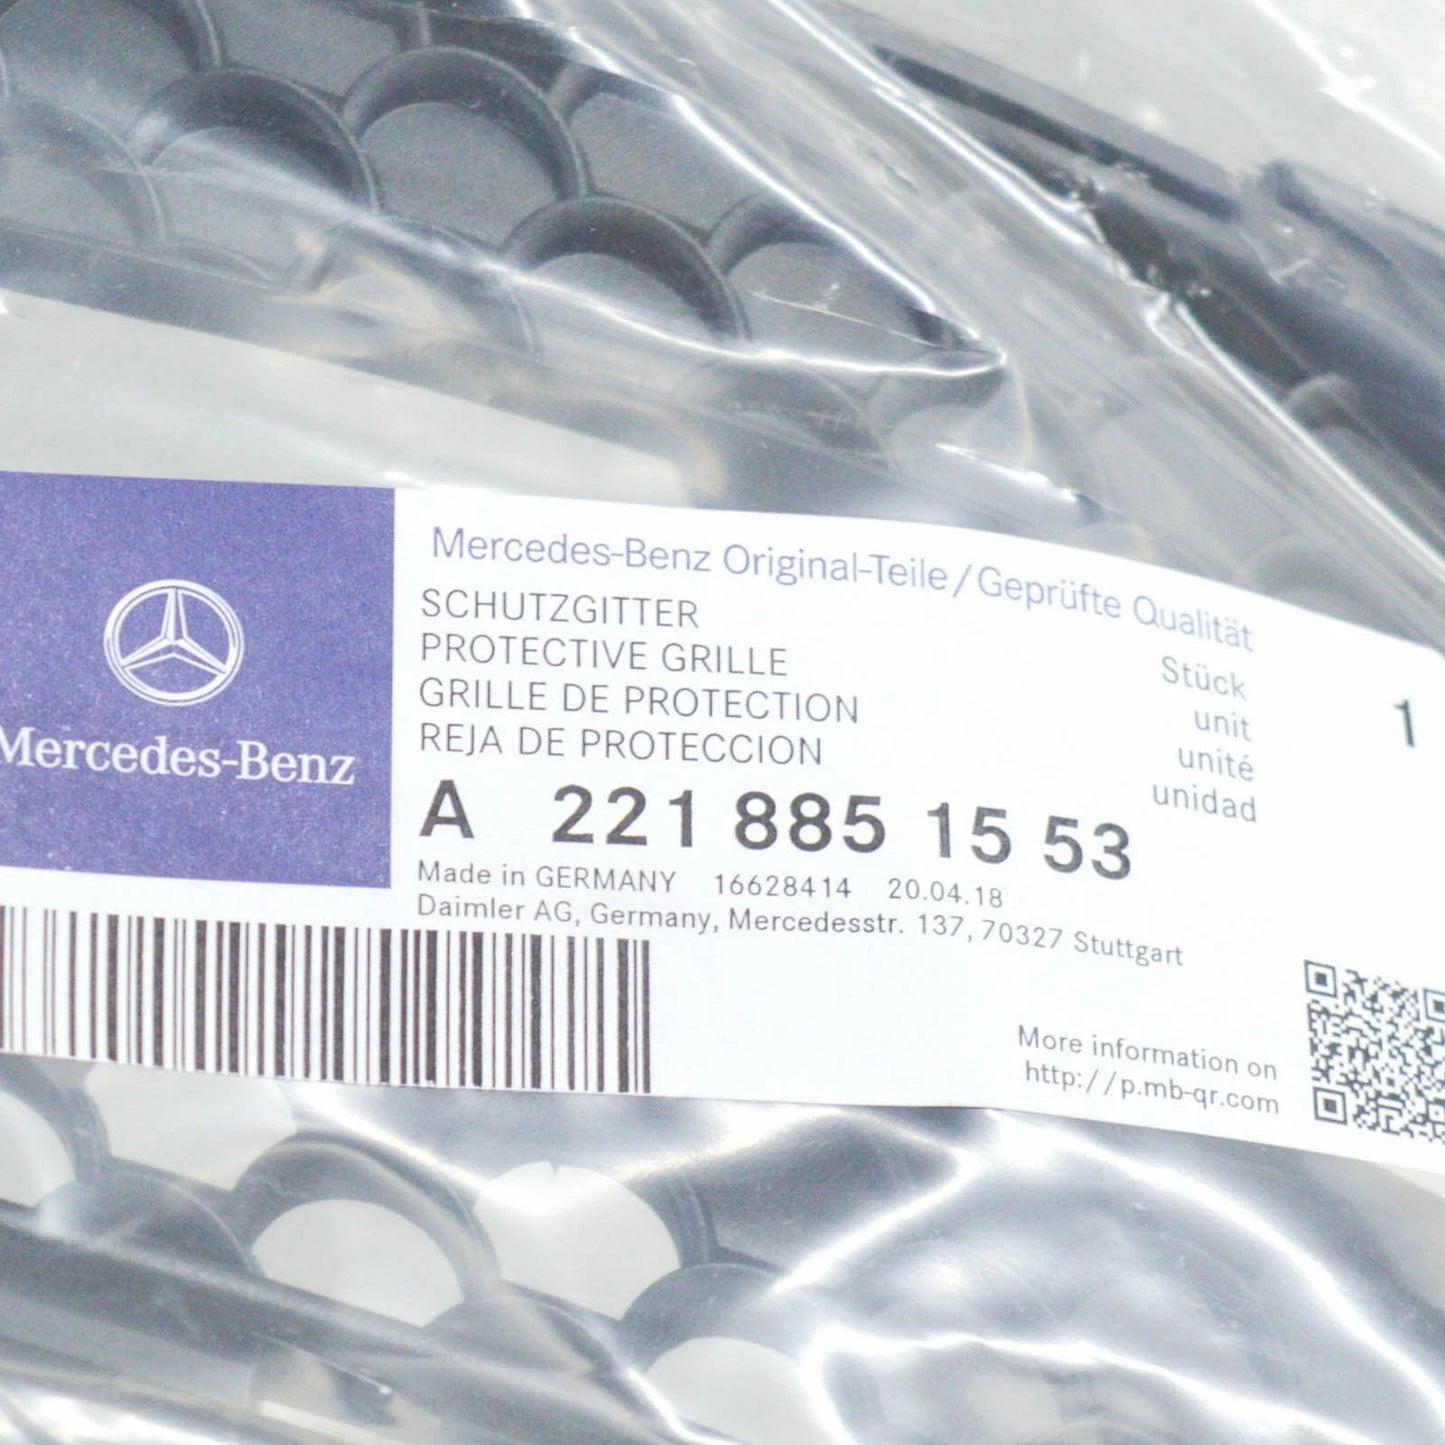 Mercedes-Benz
Mercedes-Benz Original-Teile/Geprüfte Qualität
SCHUTZGITTER
PROTECTIVE GRILLE
GRILLE DE PROTECTION
REJA DE PROTECCION
Stück
unit
unité
unidad
1
A 221 885 15 53
Made in GERMANY 16628414 20.04.18
Daimler AG, Germany, Mercedesstr. 137, 70327 Stuttgart
More information on
http://p.mb-qr.com